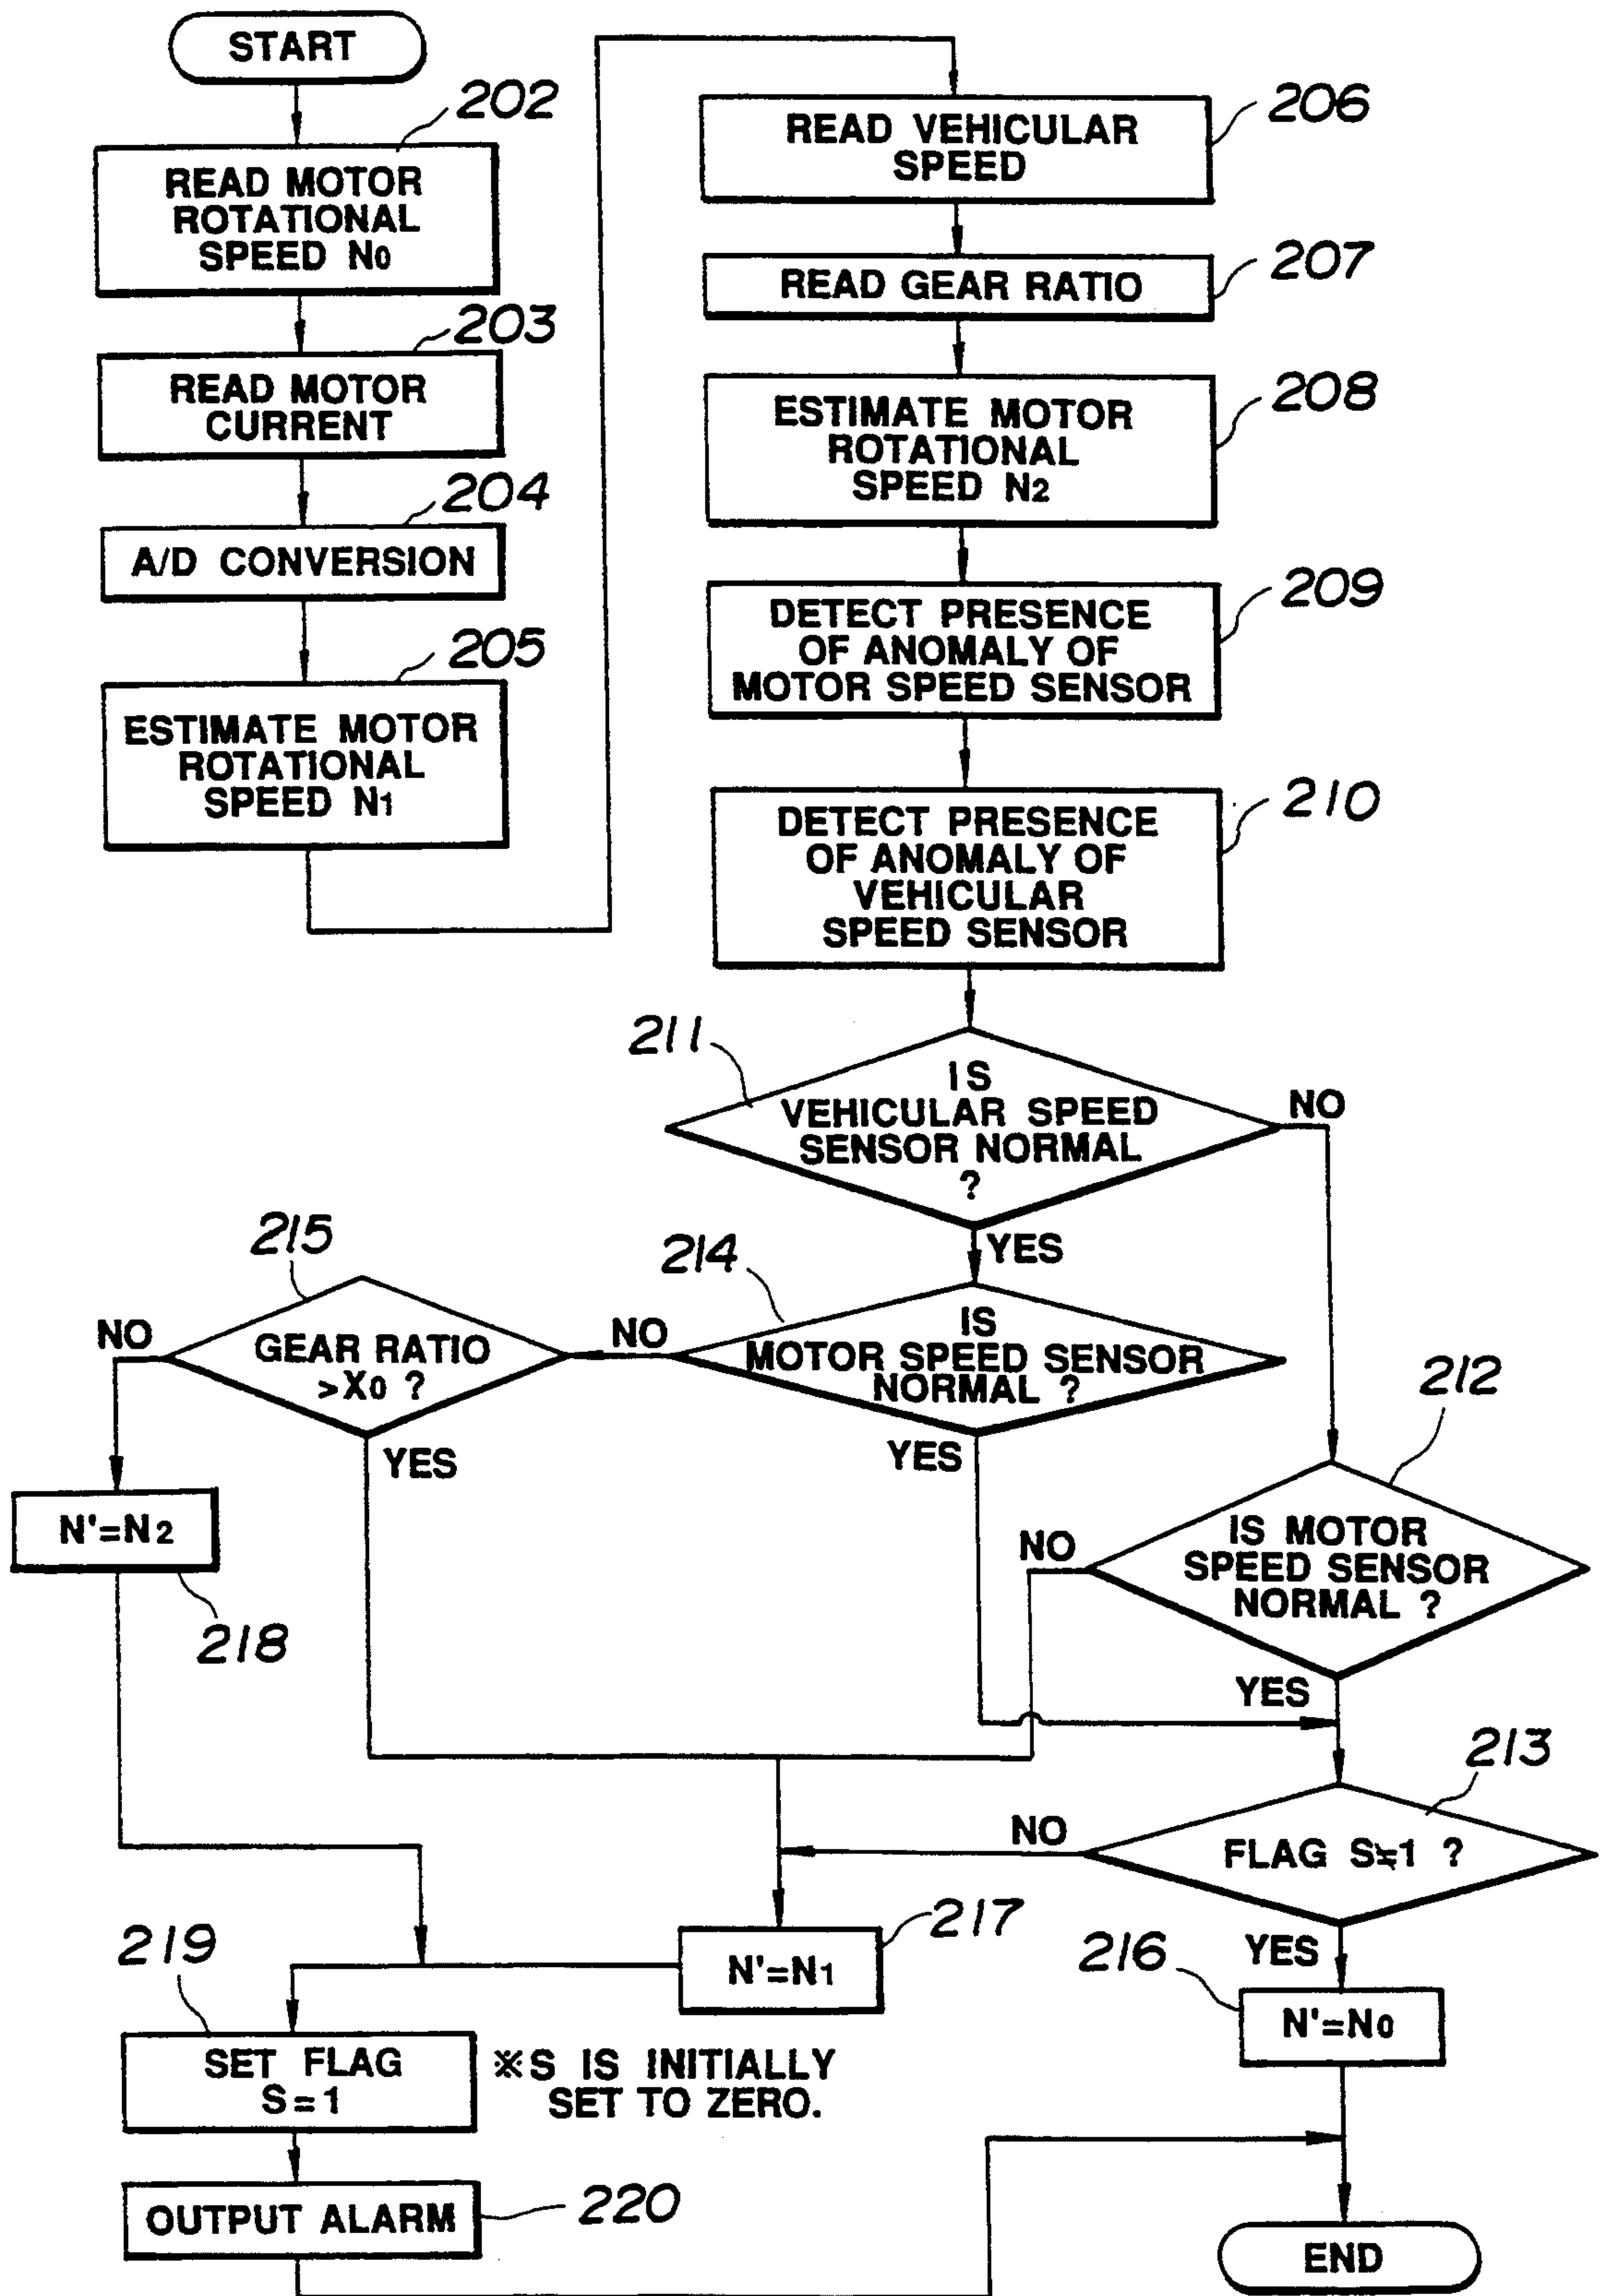 START
202
READ MOTOR
ROTATIONAL
SPEED N0
203
READ MOTOR
CURRENT
204
A/D CONVERSION
205
ESTIMATE MOTOR
ROTATIONAL
SPEED N1
206
READ VEHICULAR
SPEED
207
READ GEAR RATIO
208
ESTIMATE MOTOR
ROTATIONAL
SPEED N2
209
DETECT PRESENCE
OF ANOMALY OF
MOTOR SPEED SENSOR
210
DETECT PRESENCE
OF ANOMALY OF
VEHICULAR
SPEED SENSOR
211
IS
VEHICULAR SPEED
SENSOR NORMAL
?
NO
YES
214
IS
MOTOR SPEED SENSOR
NORMAL ?
NO
YES
215
GEAR RATIO
>X0 ?
NO
YES
212
IS MOTOR
SPEED SENSOR
NORMAL ?
NO
YES
N'=N2
218
213
FLAG S≠1 ?
NO
YES
217
N'=N1
216
N'=N0
219
SET FLAG
S=1
※S IS INITIALLY
SET TO ZERO.
220
OUTPUT ALARM
END